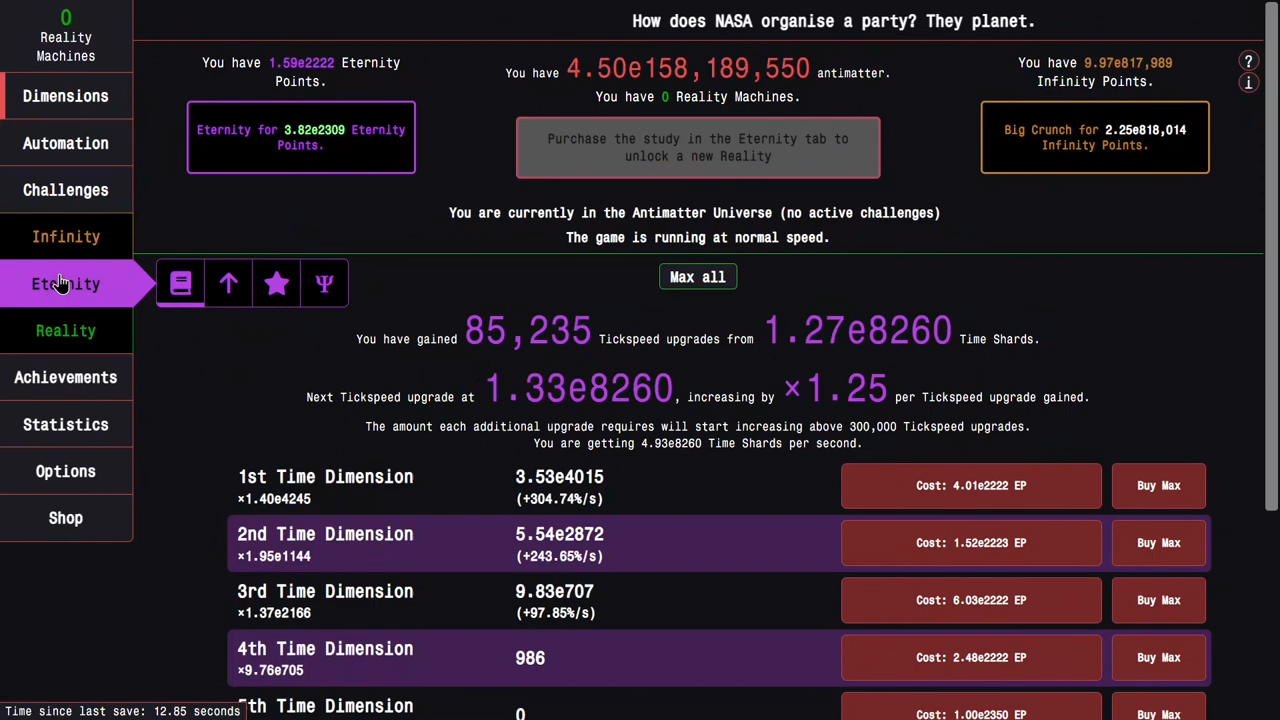 0
Reality
Machines
Dimensions
Automation
Challenges
Infinity
Eternity
Reality
Achievements
Statistics
Options
Shop
How does NASA organise a party? They planet.
You have 1.59e2222 Eternity
Points.
Eternity for 3.82e2309 Eternity
Points.
You have 4.50e158,189,550 antimatter.
You have 0 Reality Machines.
Purchase the study in the Eternity tab to
unlock a new Reality
You have 9.97e817,989
Infinity Points.
Big Crunch for 2.25e818,014
Infinity Points.
?
i
You are currently in the Antimatter Universe (no active challenges)
The game is running at normal speed.
Ψ
Max all
You have gained 85,235 Tickspeed upgrades from 1.27e8260 Time Shards.
Next Tickspeed upgrade at 1.33e8260, increasing by ×1.25 per Tickspeed upgrade gained.
The amount each additional upgrade requires will start increasing above 300,000 Tickspeed upgrades.
You are getting 4.93e8260 Time Shards per second.
1st Time Dimension 3.53e4015 Cost: 4.01e2222 EP Buy Max
×1.40e4245 (+304.74%/s)
2nd Time Dimension 5.54e2872 Cost: 1.52e2223 EP Buy Max
×1.95e1144 (+243.65%/s)
3rd Time Dimension 9.83e707 Cost: 6.03e2222 EP Buy Max
×1.37e2166 (+97.85%/s)
4th Time Dimension 986 Cost: 2.48e2222 EP Buy Max
×9.76e705
5th Time Dimension 0 Cost: 1.00e2350 EP Buy Max
Time since last save: 12.85 seconds